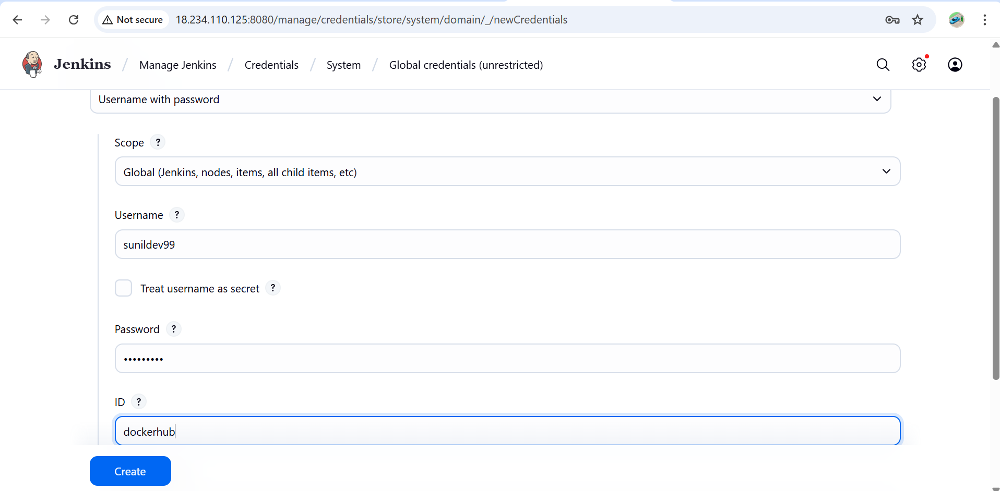 Not secure 18.234.110.125:8080/manage/credentials/store/system/domain/_/newCredentials
Jenkins / Manage Jenkins / Credentials / System / Global credentials (unrestricted)
Username with password
Scope ?
Global (Jenkins, nodes, items, all child items, etc)
Username ?
sunildev99
Treat username as secret ?
Password ?
•••••••••
ID ?
dockerhub
Create